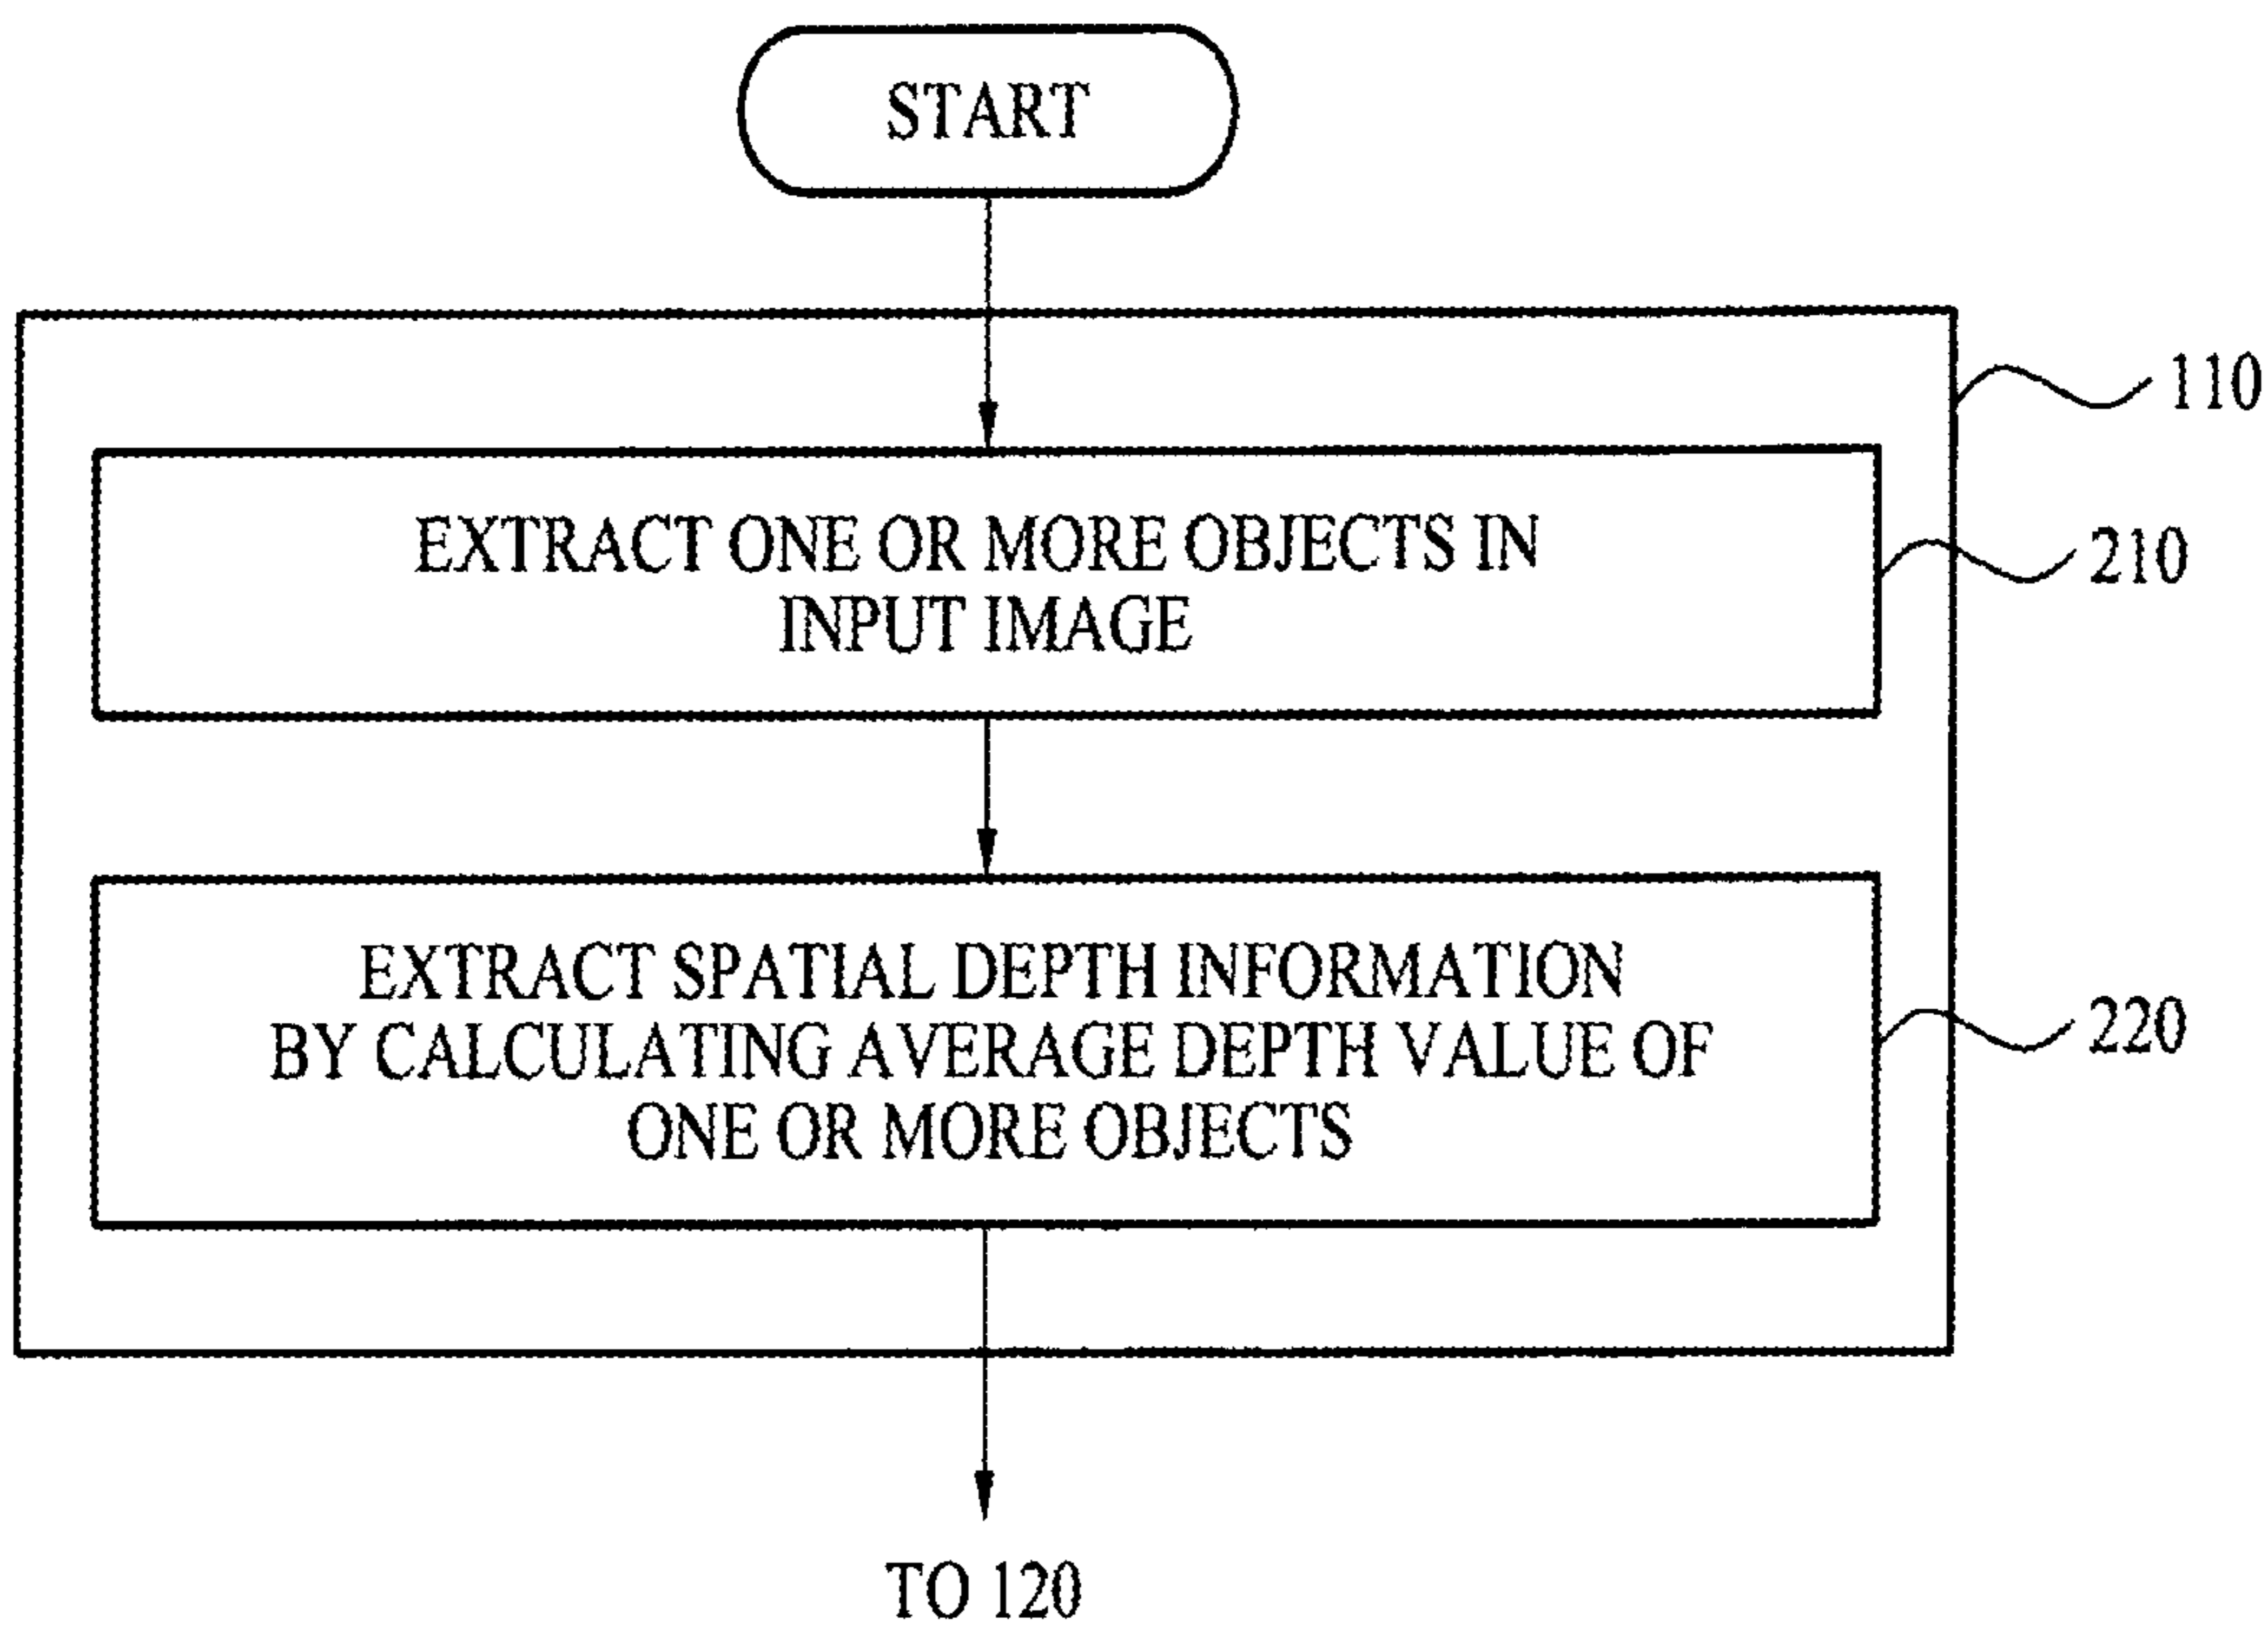 START
110
EXTRACT ONE OR MORE OBJECTS IN
INPUT IMAGE
210
EXTRACT SPATIAL DEPTH INFORMATION
BY CALCULATING AVERAGE DEPTH VALUE OF
ONE OR MORE OBJECTS
220
TO 120